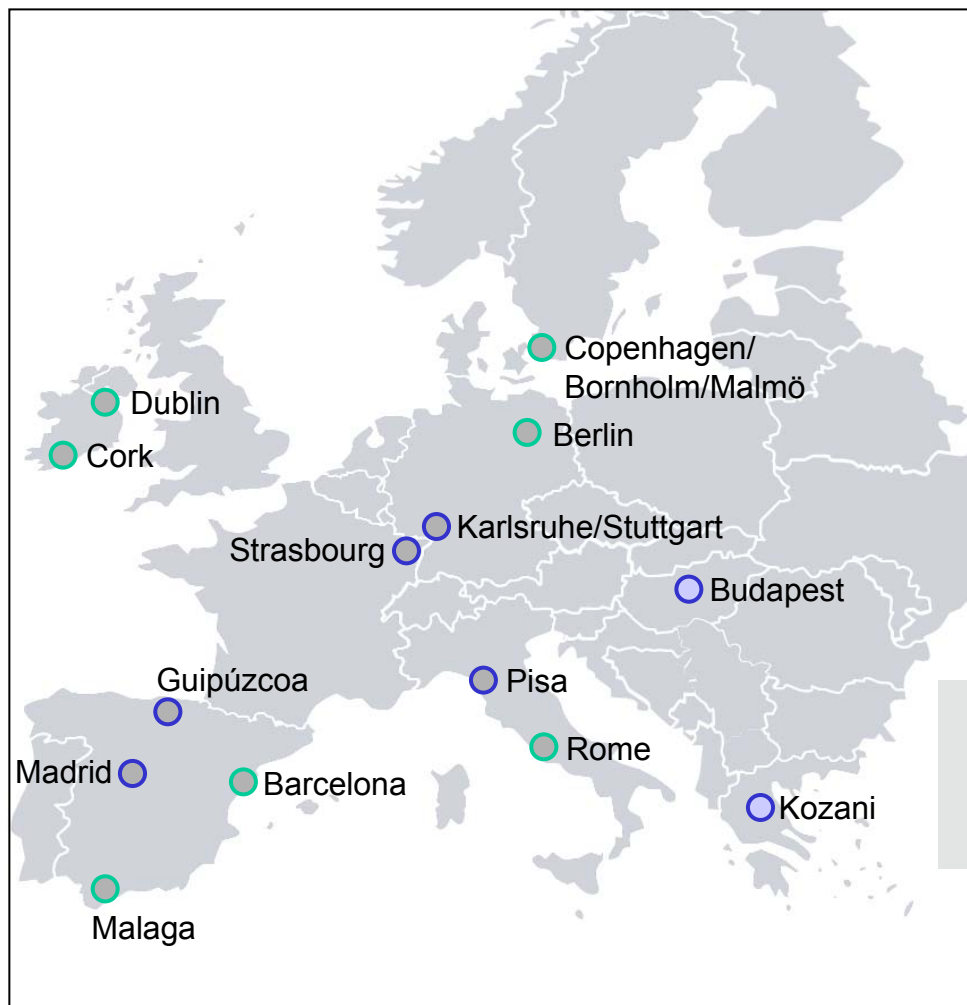 Copenhagen/
Bornholm/Malmö
Dublin
Berlin
Cork
Karlsruhe/Stuttgart
Strasbourg
Budapest
Guipúzcoa
Pisa
Rome
Madrid
Barcelona
Kozani
Malaga